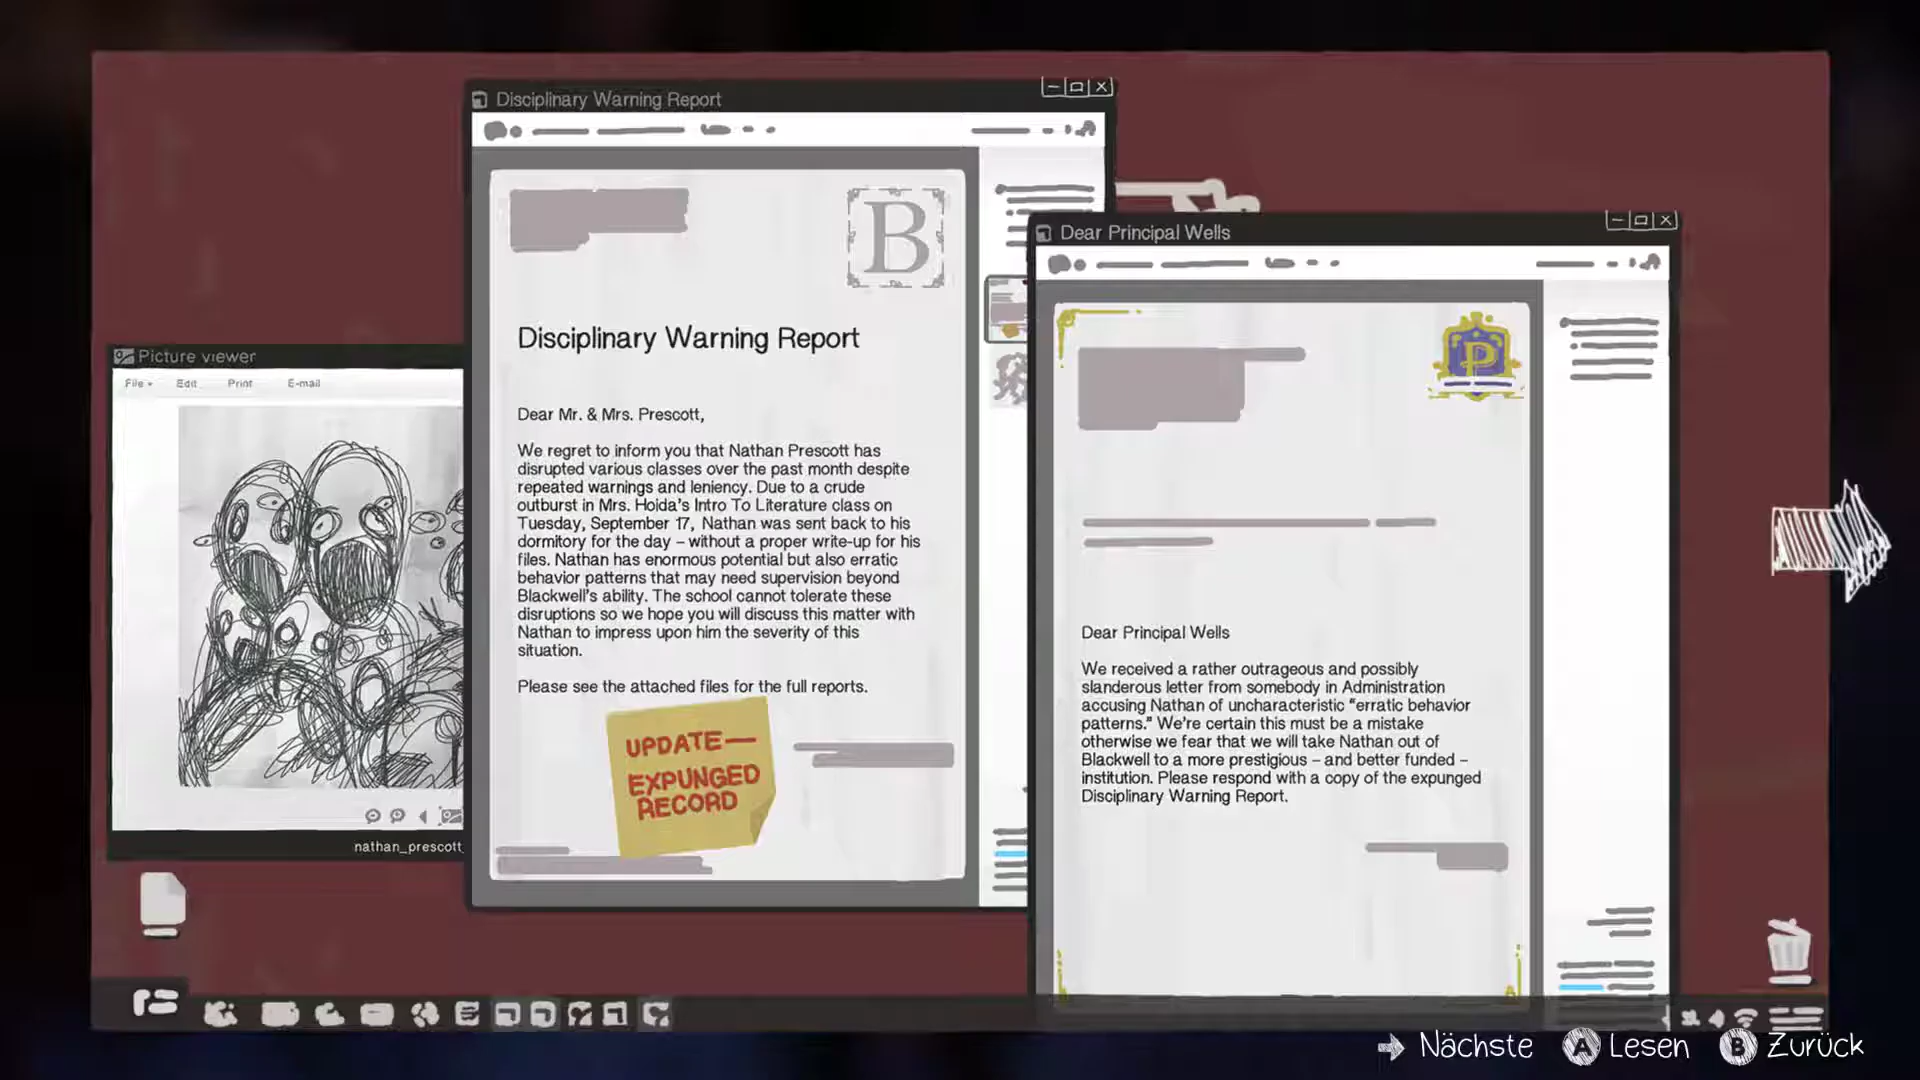 Picture viewer
File
Edit
Print
E-mail
nathan_prescott_
Disciplinary Warning Report
B
Disciplinary Warning Report
Dear Mr. & Mrs. Prescott,
We regret to inform you that Nathan Prescott has
disrupted various classes over the past month despite
repeated warnings and leniency. Due to a crude
outburst in Mrs. Hoida's Intro To Literature class on
Tuesday, September 17, Nathan was sent back to his
dormitory for the day – without a proper write-up for his
files. Nathan has enormous potential but also erratic
behavior patterns that may need supervision beyond
Blackwell's ability. The school cannot tolerate these
disruptions so we hope you will discuss this matter with
Nathan to impress upon him the severity of this
situation.
Please see the attached files for the full reports.
UPDATE—
EXPUNGED
RECORD
Dear Principal Wells
P
Dear Principal Wells
We received a rather outrageous and possibly
slanderous letter from somebody in Administration
accusing Nathan of uncharacteristic "erratic behavior
patterns." We're certain this must be a mistake
otherwise we fear that we will take Nathan out of
Blackwell to a more prestigious – and better funded –
institution. Please respond with a copy of the expunged
Disciplinary Warning Report.
Nächste
A Lesen
B Zurück